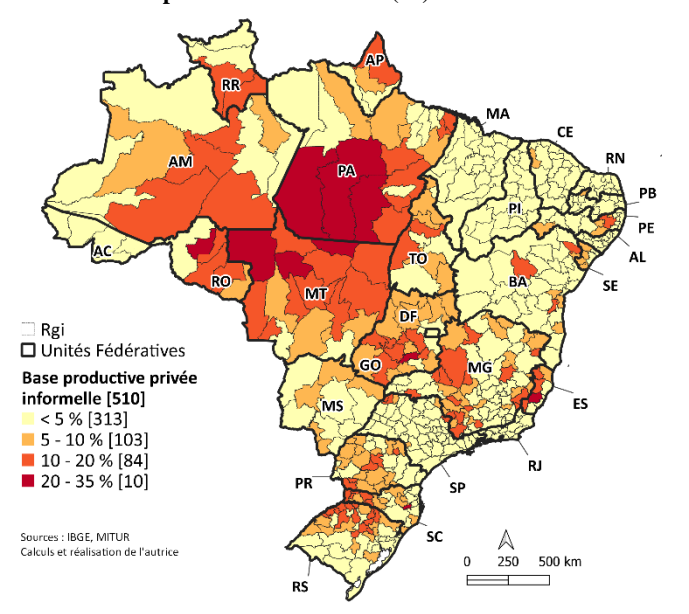 AP
RR
MA
CE
AM
PA
RN
PB
PI
PE
AC
AL
TO
RO
SE
BA
MT
DF
Rgi
Unités Fédératives
GO
MG
Base productive privée
informelle [510]
ES
MS
< 5 % [313]
5 - 10 % [103]
10 - 20 % [84]
RJ
20 - 35 % [10]
PR
SP
Sources : IBGE, MITUR
SC
Calculs et réalisation de l'autrice
0 250 500 km
RS